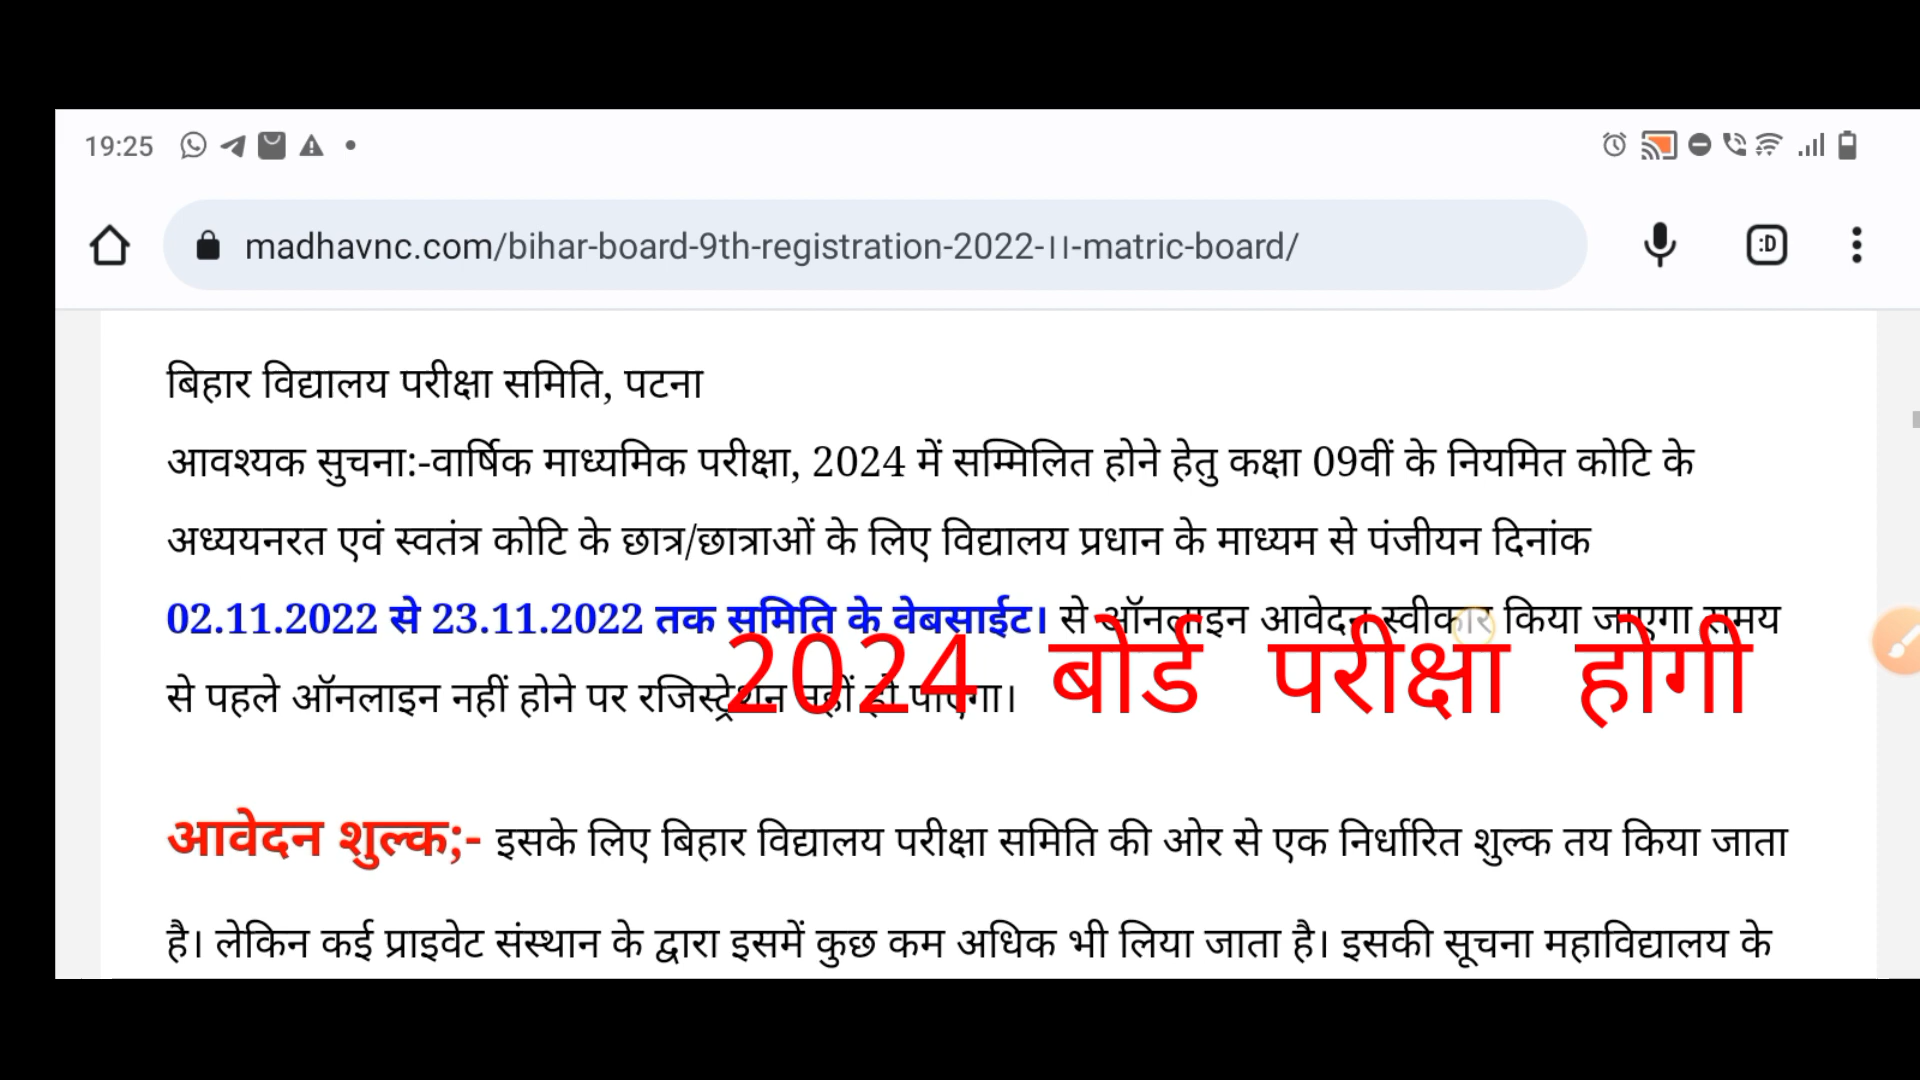 19:25
madhavnc.com/bihar-board-9th-registration-2022-।।-matric-board/
:D
बिहार विद्यालय परीक्षा समिति, पटना
आवश्यक सुचना:-वार्षिक माध्यमिक परीक्षा, 2024 में सम्मिलित होने हेतु कक्षा 09वीं के नियमित कोटि के
अध्ययनरत एवं स्वतंत्र कोटि के छात्र/छात्राओं के लिए विद्यालय प्रधान के माध्यम से पंजीयन दिनांक
02.11.2022 से 23.11.2022 तक समिति के वेबसाईट। से ऑनलाइन आवेदन स्वीकार किया जाएगा समय
से पहले ऑनलाइन नहीं होने पर रजिस्ट्रेशन नहीं हो पाएगा।
2024 बोर्ड परीक्षा होगी
आवेदन शुल्क;- इसके लिए बिहार विद्यालय परीक्षा समिति की ओर से एक निर्धारित शुल्क तय किया जाता
है। लेकिन कई प्राइवेट संस्थान के द्वारा इसमें कुछ कम अधिक भी लिया जाता है। इसकी सूचना महाविद्यालय के